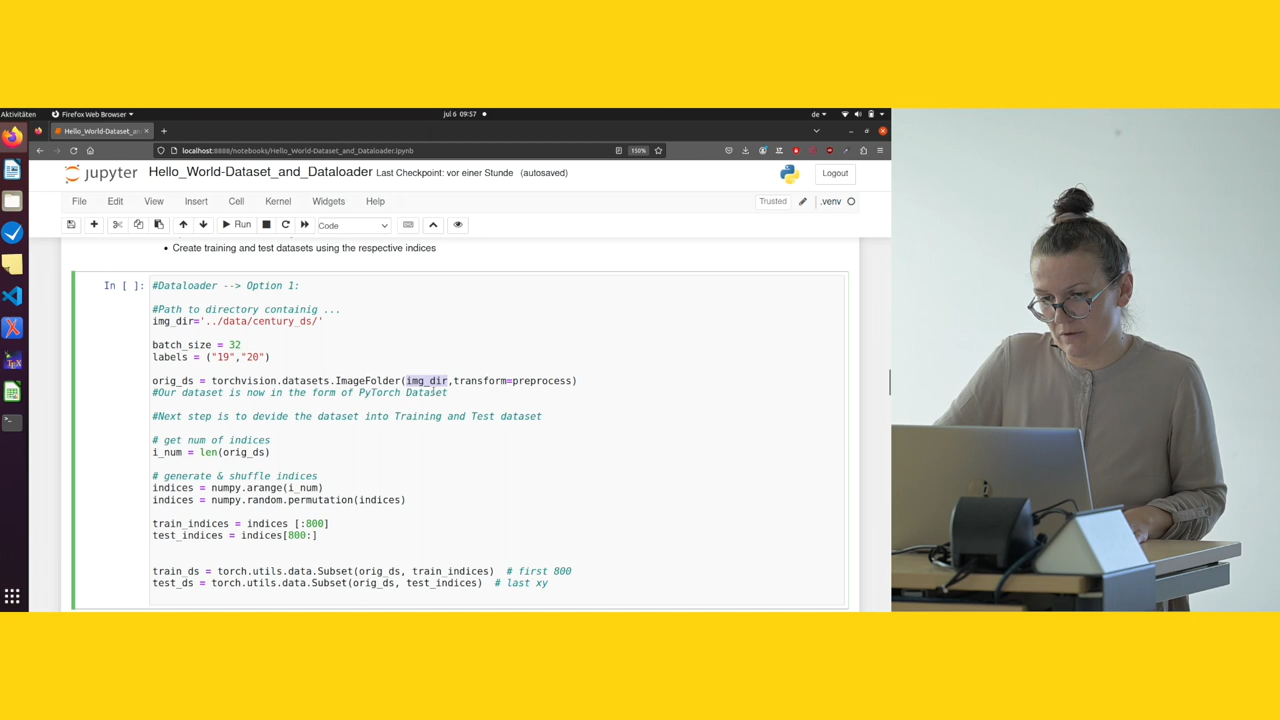 Aktivitäten
Firefox Web Browser
Jul 6 09:57
de
Hello_World-Dataset_an
localhost:8888/notebooks/Hello_World-Dataset_and_Dataloader.ipynb
150%
jupyter
Hello_World-Dataset_and_Dataloader Last Checkpoint: vor einer Stunde (autosaved)
Logout
File Edit View Insert Cell Kernel Widgets Help
Trusted
.venv
Run
Code
• Create training and test datasets using the respective indices
In [ ]:
#Dataloader --> Option 1:
#Path to directory containig ...
img_dir='../data/century_ds/'
batch_size = 32
labels = ("19","20")
orig_ds = torchvision.datasets.ImageFolder(img_dir,transform=preprocess)
#Our dataset is now in the form of PyTorch Dataset
#Next step is to devide the dataset into Training and Test dataset
# get num of indices
i_num = len(orig_ds)
# generate & shuffle indices
indices = numpy.arange(i_num)
indices = numpy.random.permutation(indices)
train_indices = indices [:800]
test_indices = indices[800:]
train_ds = torch.utils.data.Subset(orig_ds, train_indices) # first 800
test_ds = torch.utils.data.Subset(orig_ds, test_indices) # last xy